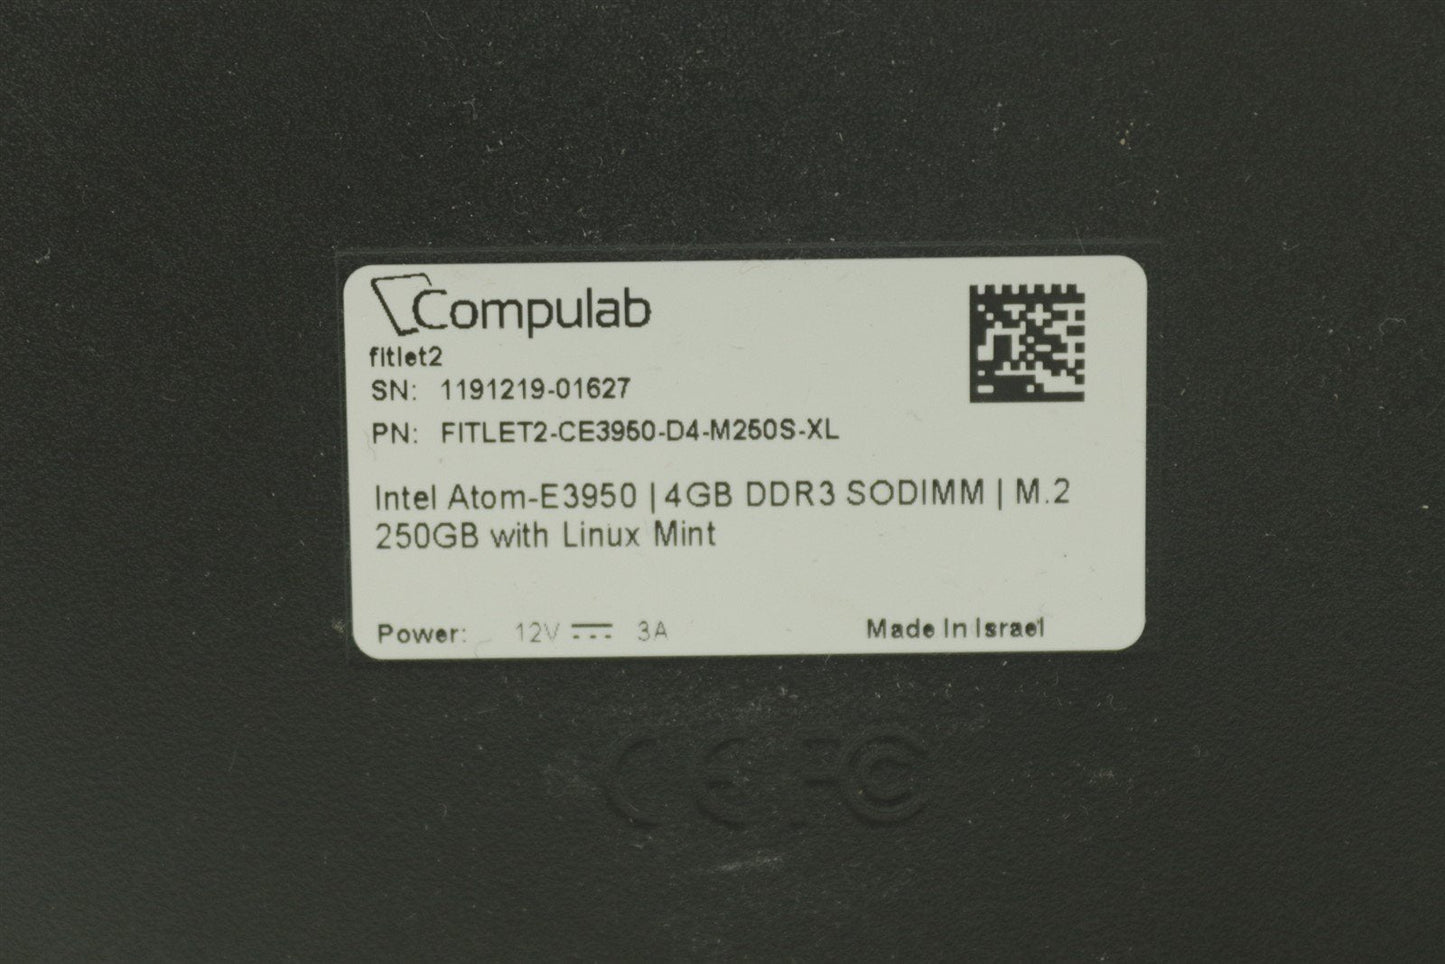 Compulab
fitlet2
SN: 1191219-01627
PN: FITLET2-CE3950-D4-M250S-XL
Intel Atom-E3950 | 4GB DDR3 SODIMM | M.2
250GB with Linux Mint
Power: 12V 3A
Made In Israel
CE FC